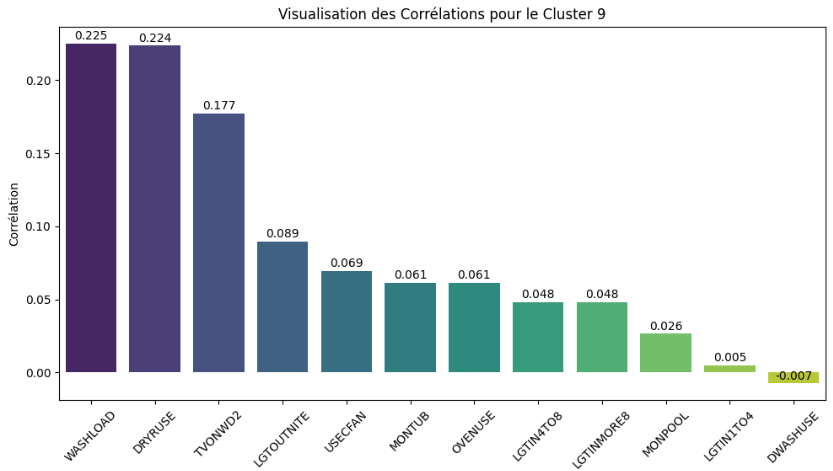 Visualisation des Corrélations pour le Cluster 9
Corrélation
0.20
0.15
0.10
0.05
0.00
0.225
0.224
0.177
0.089
0.069
0.061
0.061
0.048
0.048
0.026
0.005
-0.007
WASHLOAD
DRYRUSE
TVONWD2
LGTOUTNITE
USECFAN
MONTUB
OVENUSE
LGTIN4TO8
LGTINMORE8
MONPOOL
LGTIN1TO4
DWASHUSE